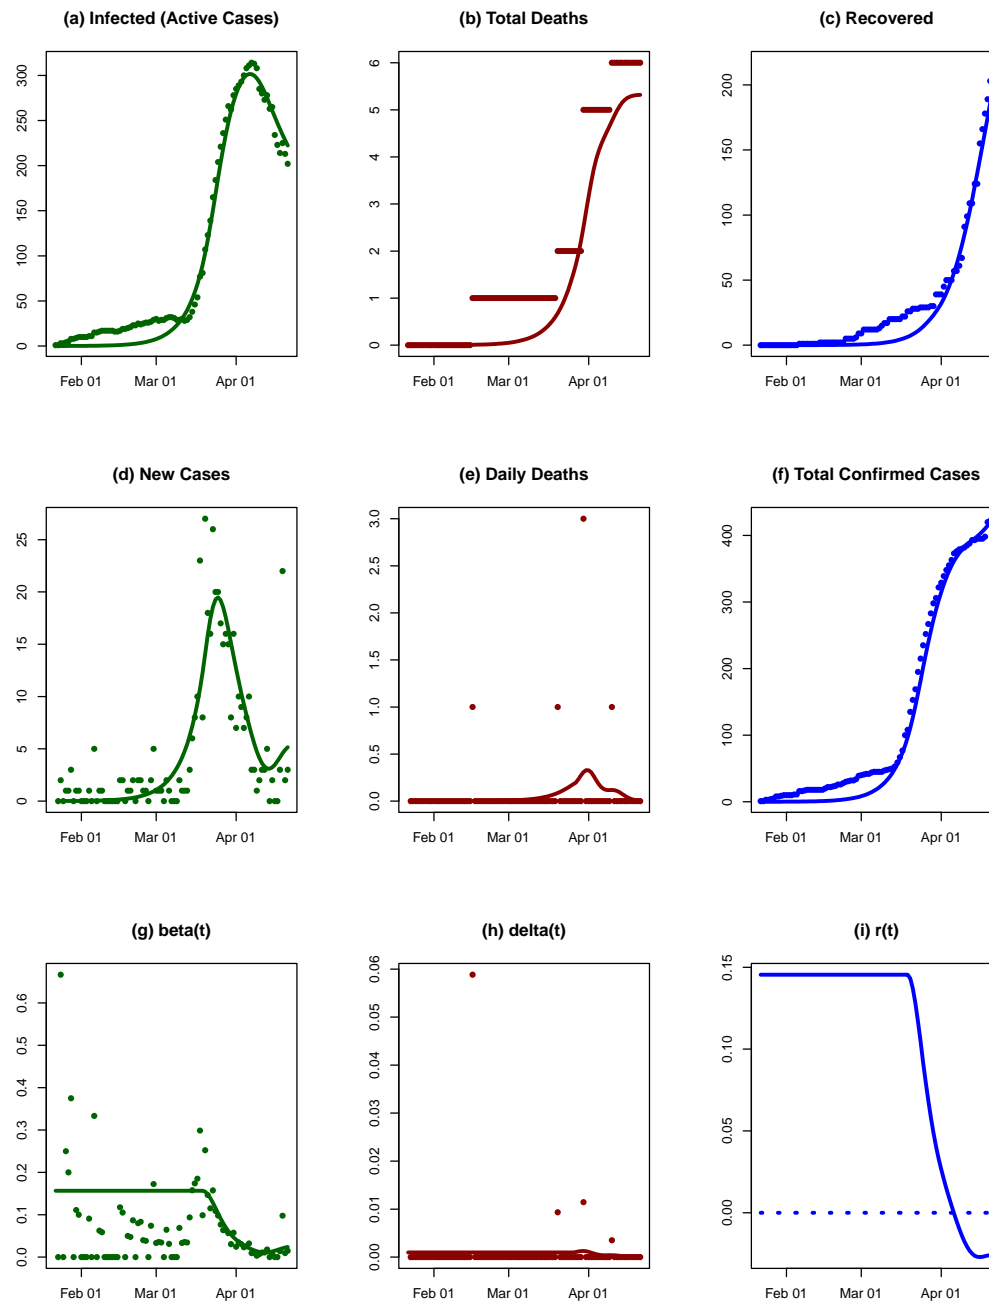 (a) Infected (Active Cases)
(b) Total Deaths
(c) Recovered
0 50 100 150 200 250 300
0 1 2 3 4 5 6
0 50 100 150 200
Feb 01 Mar 01 Apr 01
Feb 01 Mar 01 Apr 01
Feb 01 Mar 01 Apr 01
(d) New Cases
(e) Daily Deaths
(f) Total Confirmed Cases
0 5 10 15 20 25
0.0 0.5 1.0 1.5 2.0 2.5 3.0
0 100 200 300 400
Feb 01 Mar 01 Apr 01
Feb 01 Mar 01 Apr 01
Feb 01 Mar 01 Apr 01
(g) beta(t)
(h) delta(t)
(i) r(t)
0.0 0.1 0.2 0.3 0.4 0.5 0.6
0.00 0.01 0.02 0.03 0.04 0.05 0.06
0.00 0.05 0.10 0.15
Feb 01 Mar 01 Apr 01
Feb 01 Mar 01 Apr 01
Feb 01 Mar 01 Apr 01